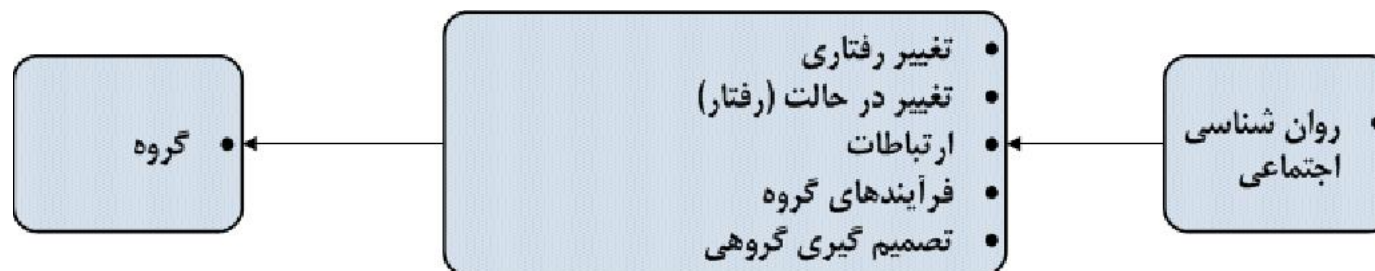 روان شناسی
اجتماعی
تغییر رفتاری
تغییر در حالت (رفتار)
ارتباطات
فرآیندهای گروه
تصمیم گیری گروهی
گروه